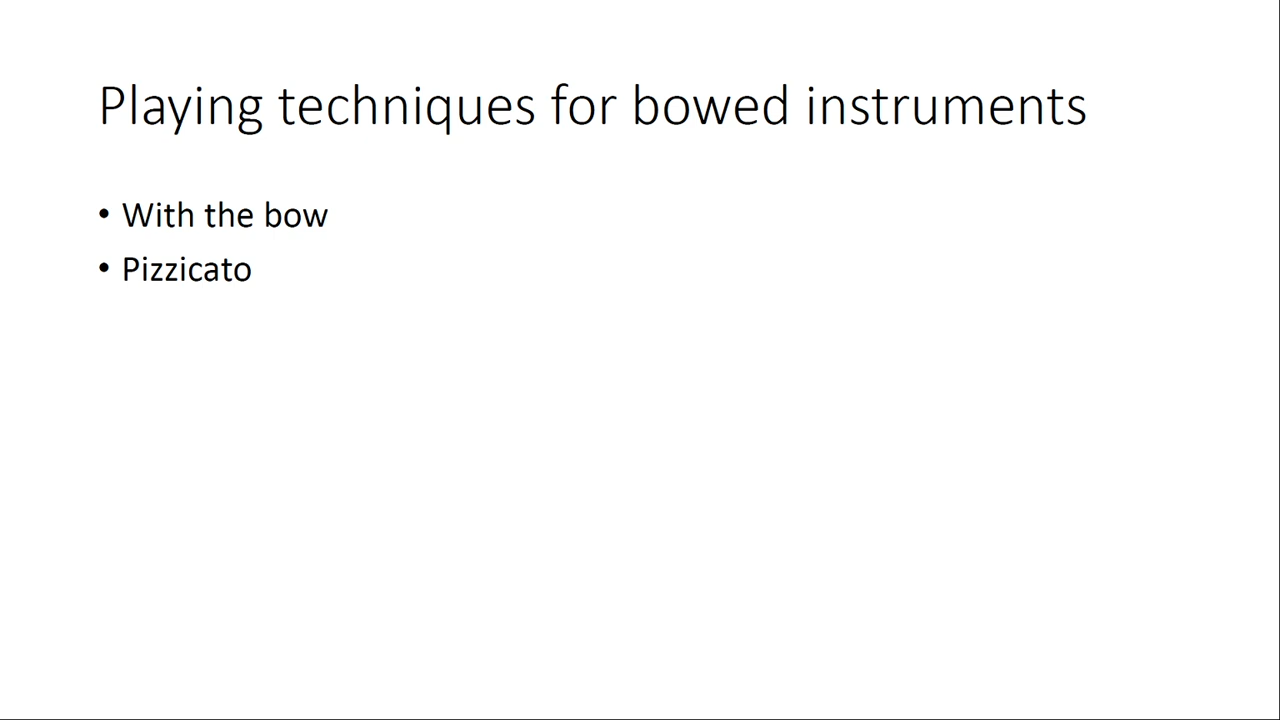 Playing techniques for bowed instruments
• With the bow
• Pizzicato